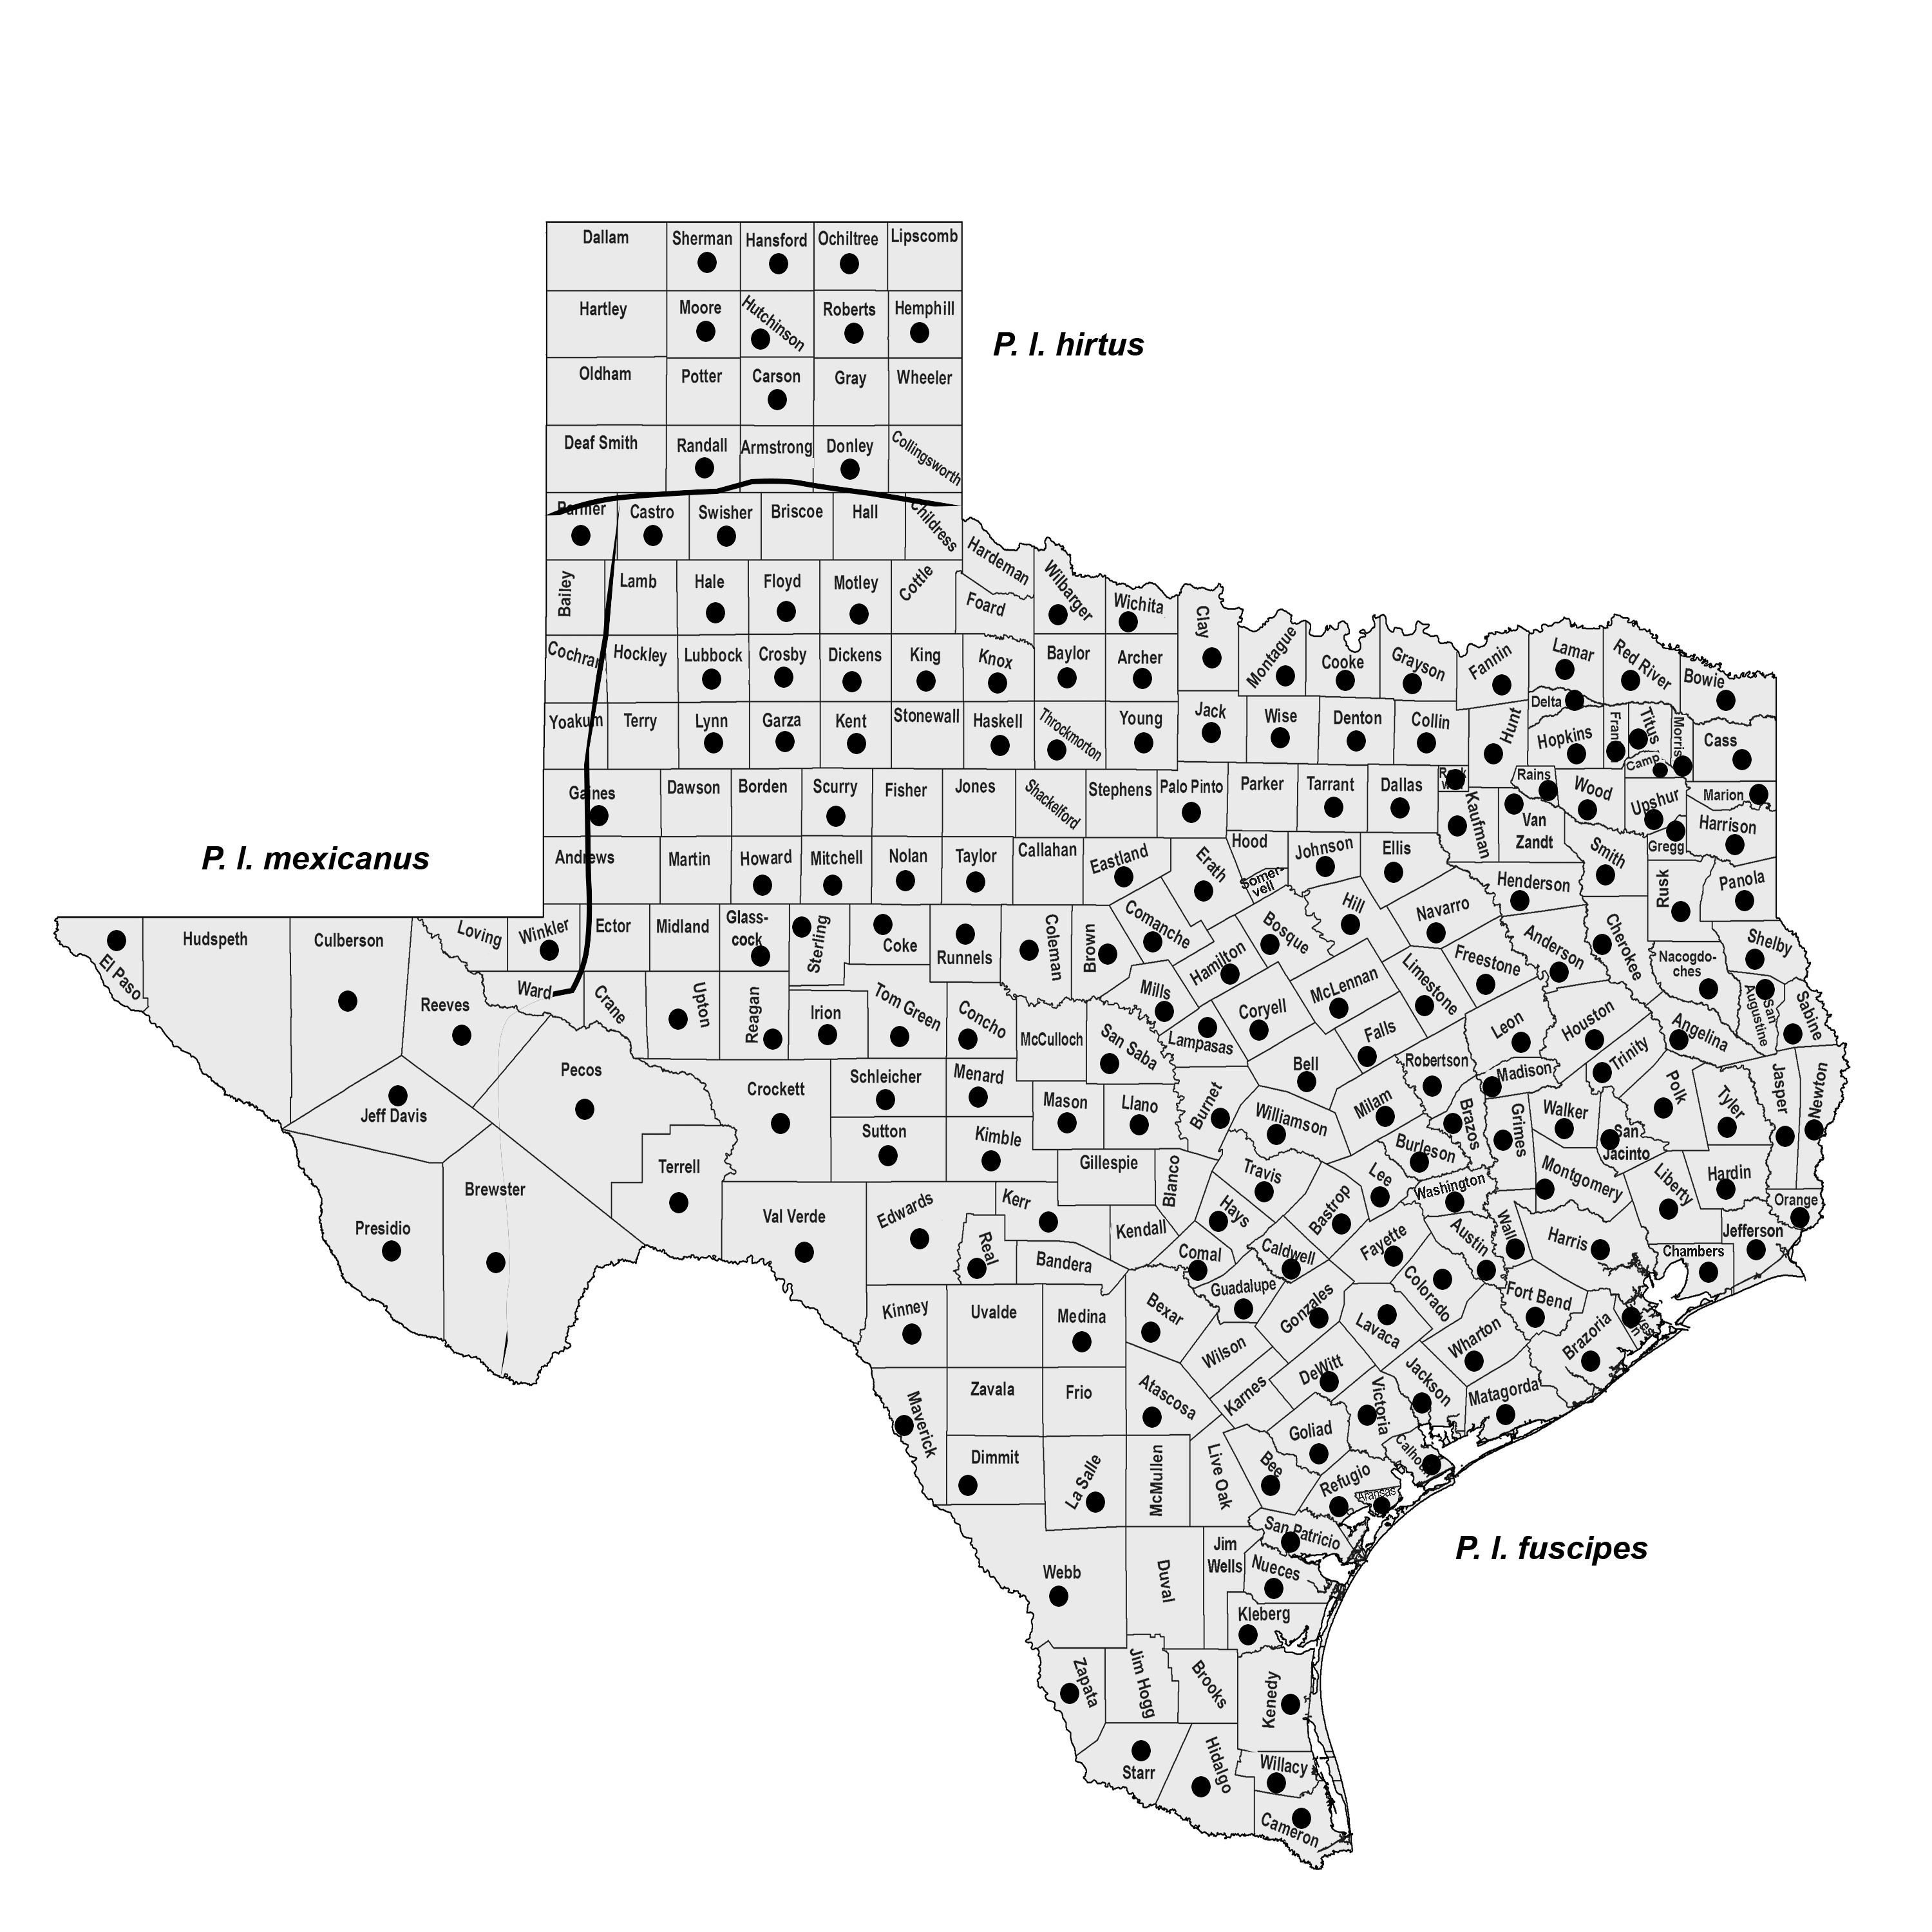 Dallam
Sherman
Hansford
Ochiltree
Lipscomb
Hartley
Moore
Hutchinson
Roberts
Hemphill
P. l. hirtus
Oldham
Potter
Carson
Gray
Wheeler
Deaf Smith
Randall
Armstrong
Donley
Collingsworth
Parmer
Castro
Swisher
Briscoe
Hall
Childress
Hardeman
Bailey
Lamb
Hale
Floyd
Motley
Cottle
Foard
Wilbarger
Wichita
Clay
Cochran
Hockley
Lubbock
Crosby
Dickens
King
Knox
Baylor
Archer
Montague
Cooke
Grayson
Fannin
Lamar
Red River
Bowie
Yoakum
Terry
Lynn
Garza
Kent
Stonewall
Haskell
Throckmorton
Young
Jack
Wise
Denton
Collin
Hunt
Delta
Hopkins
Fran
Titus
Morris
Cass
Camp.
Gaines
Dawson
Borden
Scurry
Fisher
Jones
Shackelford
Stephens
Palo Pinto
Parker
Tarrant
Dallas
Kaufman
Rains
Van
Zandt
Wood
Upshur
Marion
Harrison
Gregg
P. l. mexicanus
Andrews
Martin
Howard
Mitchell
Nolan
Taylor
Callahan
Eastland
Erath
Hood
Somer-
vell
Johnson
Ellis
Henderson
Smith
Rusk
Panola
El Paso
Hudspeth
Culberson
Loving
Winkler
Ector
Midland
Glass-
cock
Sterling
Coke
Runnels
Coleman
Brown
Comanche
Hamilton
Bosque
Hill
Navarro
Anderson
Cherokee
Nacogdo-
ches
Shelby
Reeves
Ward
Crane
Upton
Reagan
Irion
Tom Green
Concho
McCulloch
San Saba
Mills
Lampasas
Coryell
McLennan
Limestone
Freestone
Falls
Leon
Houston
Trinity
Angelina
San
Augustine
Sabine
Jeff Davis
Pecos
Crockett
Schleicher
Menard
Mason
Llano
Burnet
Bell
Williamson
Milam
Robertson
Brazos
Madison
Grimes
Walker
San
Jacinto
Polk
Tyler
Jasper
Newton
Presidio
Brewster
Terrell
Val Verde
Sutton
Kimble
Gillespie
Blanco
Travis
Bastrop
Lee
Burleson
Washington
Montgomery
Liberty
Hardin
Orange
Jefferson
Chambers
Edwards
Real
Kerr
Kendall
Bandera
Hays
Comal
Caldwell
Fayette
Austin
Wall
Harris
Kinney
Uvalde
Medina
Bexar
Guadalupe
Gonzales
Lavaca
Colorado
Fort Bend
Brazoria
Maverick
Zavala
Frio
Atascosa
Wilson
Karnes
DeWitt
Victoria
Jackson
Wharton
Matagorda
Dimmit
La Salle
McMullen
Live Oak
Bee
Goliad
Refugio
Aransas
San Patricio
P. l. fuscipes
Webb
Duval
Jim
Wells
Nueces
Kleberg
Zapata
Jim Hogg
Brooks
Kenedy
Starr
Hidalgo
Willacy
Cameron